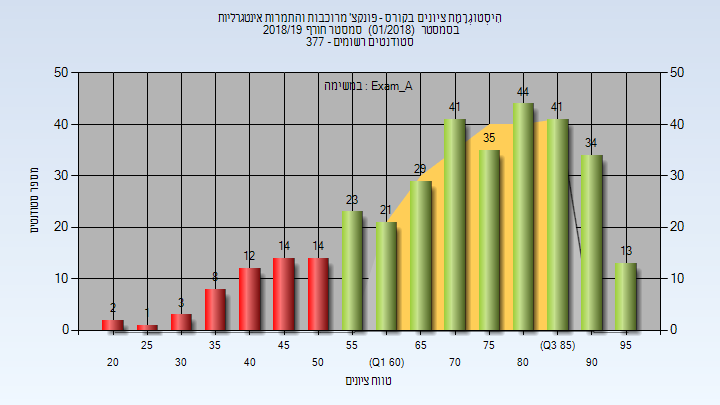 היסטוגרמת ציונים בקורס - פונקצ' מרוכבות והתמרות אינטגרליות
בסמסטר (01/2018) סמסטר חורף 2018/19
סטודנטים רשומים - 377
במשימה : Exam_A
מספר סטודנטים
50 50
40 40
30 30
20 20
10 10
0 0
2 1 3 8 12 14 14 23 21 29 41 35 44 41 34 13
25 35 45 55 65 75 (Q3 85) 95
20 30 40 50 (Q1 60) 70 80 90
טווח ציונים